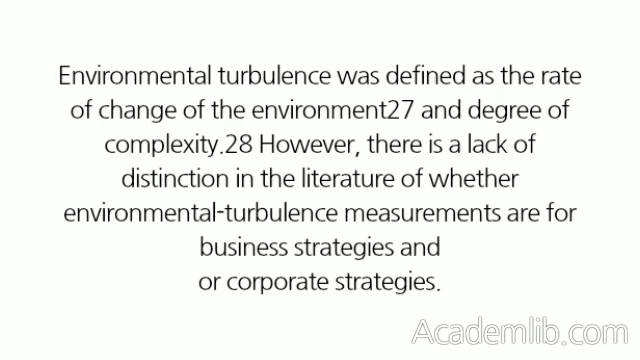 Environmental turbulence was defined as the rate
of change of the environment27 and degree of
complexity.28 However, there is a lack of
distinction in the literature of whether
environmental-turbulence measurements are for
business strategies and
or corporate strategies.
Academlib.com